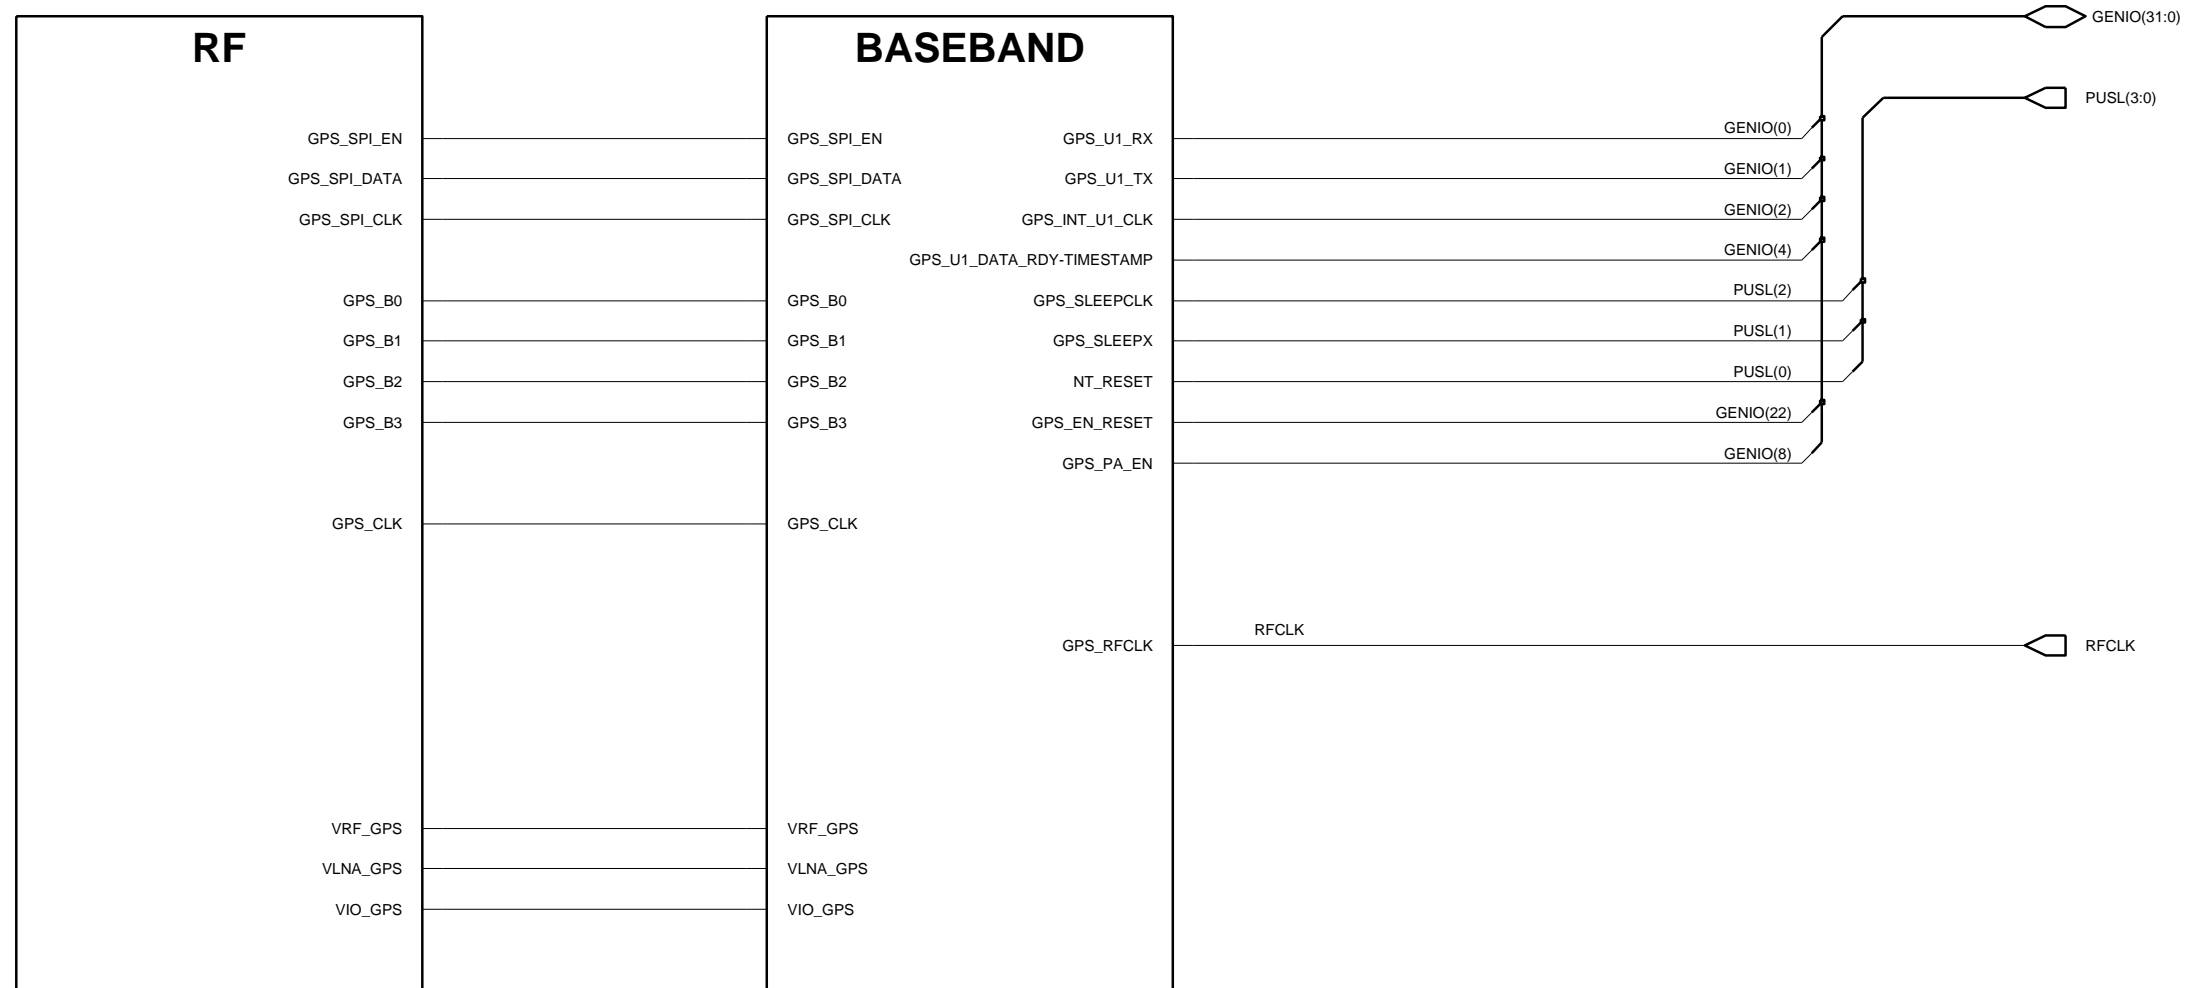 RF
BASEBAND
GENIO(31:0)
PUSL(3:0)
GPS_SPI_EN GPS_SPI_EN GPS_U1_RX GENIO(0)
GPS_SPI_DATA GPS_SPI_DATA GPS_U1_TX GENIO(1)
GPS_SPI_CLK GPS_SPI_CLK GPS_INT_U1_CLK GENIO(2)
GPS_U1_DATA_RDY-TIMESTAMP GENIO(4)
GPS_B0 GPS_B0 GPS_SLEEPCLK PUSL(2)
GPS_B1 GPS_B1 GPS_SLEEPX PUSL(1)
GPS_B2 GPS_B2 NT_RESET PUSL(0)
GPS_B3 GPS_B3 GPS_EN_RESET GENIO(22)
GPS_PA_EN GENIO(8)
GPS_CLK GPS_CLK
GPS_RFCLK RFCLK RFCLK
VRF_GPS VRF_GPS
VLNA_GPS VLNA_GPS
VIO_GPS VIO_GPS